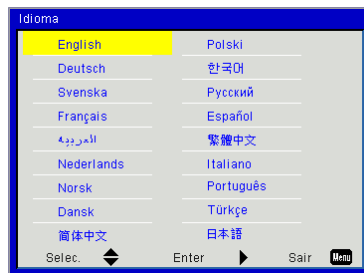 Idioma
English Polski
Deutsch 한국어
Svenska Русский
Français Español
العربية 繁體中文
Nederlands Italiano
Norsk Português
Dansk Türkçe
简体中文 日本語
Selec. Enter Sair Menu